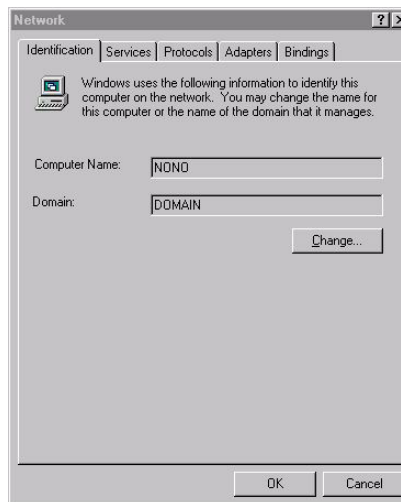 Network
Identification Services Protocols Adapters Bindings
Windows uses the following information to identify this
computer on the network. You may change the name for
this computer or the name of the domain that it manages.
Computer Name: NONO
Domain: DOMAIN
Change...
OK Cancel